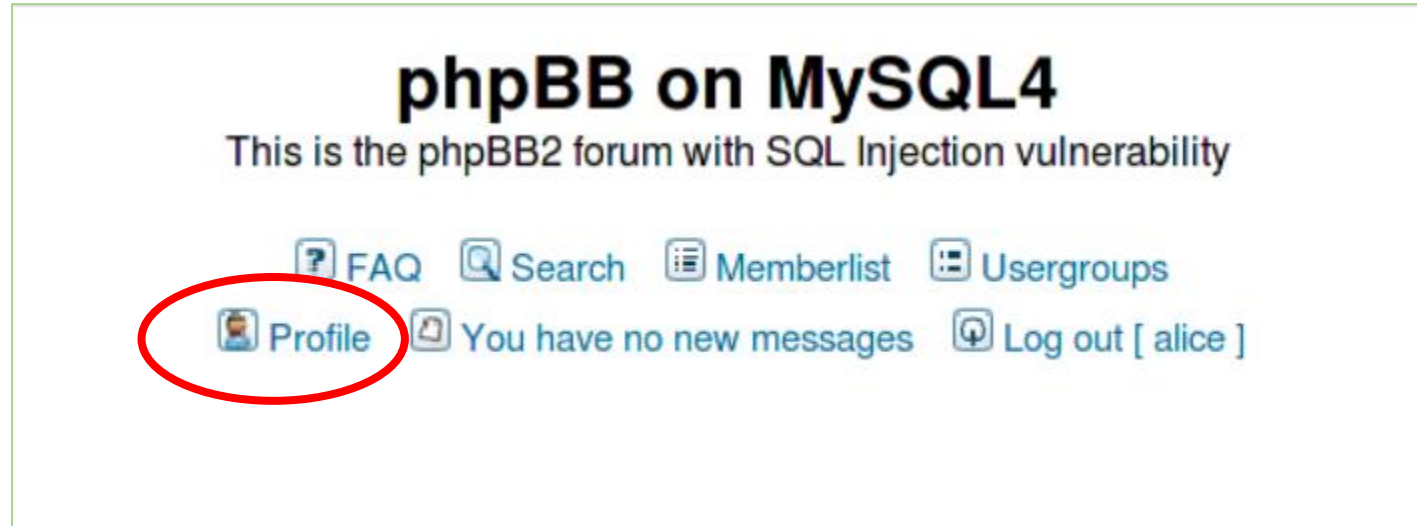 phpBB on MySQL4
This is the phpBB2 forum with SQL Injection vulnerability
? FAQ Search Memberlist Usergroups
Profile You have no new messages Log out [ alice ]